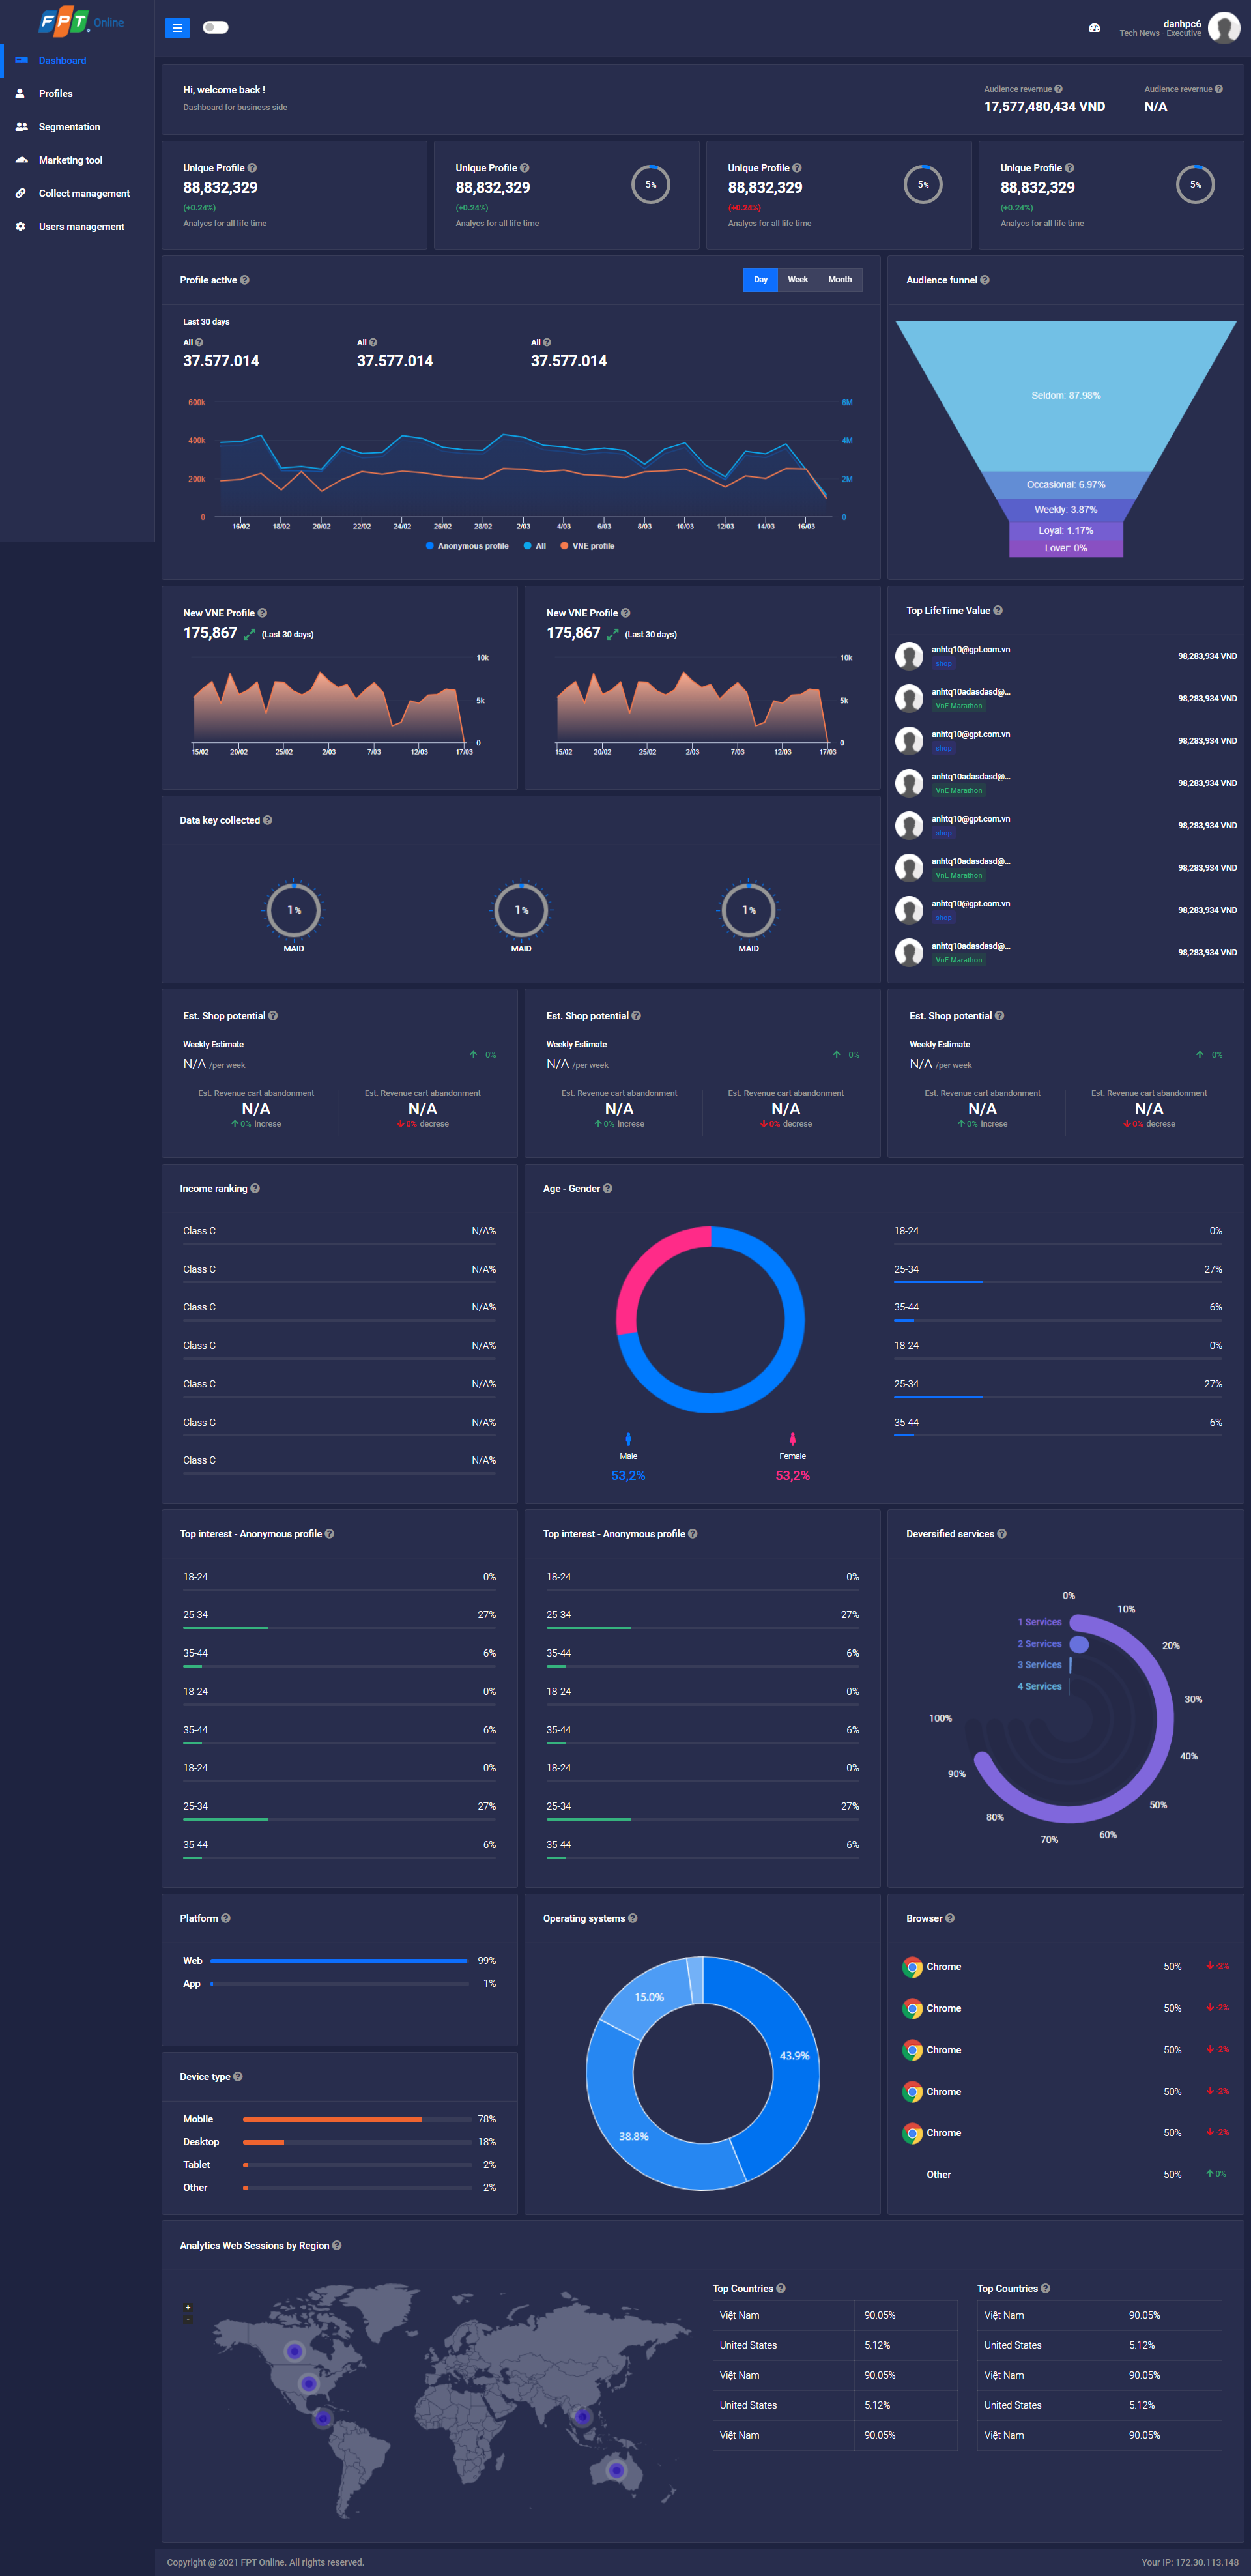 FPT. Online
danhpc6
Tech News - Executive
Dashboard
Profiles
Segmentation
Marketing tool
Collect management
Users management
Hi, welcome back !
Dashboard for business side
Audience revernue
17,577,480,434 VND
Audience revernue
N/A
Unique Profile
88,832,329
(+0.24%)
Analycs for all life time
Unique Profile
88,832,329
(+0.24%)
Analycs for all life time
5%
Unique Profile
88,832,329
(+0.24%)
Analycs for all life time
5%
Unique Profile
88,832,329
(+0.24%)
Analycs for all life time
5%
Profile active
Day Week Month
Last 30 days
All All All
37.577.014 37.577.014 37.577.014
600k 6M
400k 4M
200k 2M
0 0
16/02 18/02 20/02 22/02 24/02 26/02 28/02 2/03 4/03 6/03 8/03 10/03 12/03 14/03 16/03
Anonymous profile All VNE profile
Audience funnel
Seldom: 87.98%
Occasional: 6.97%
Weekly: 3.87%
Loyal: 1.17%
Lover: 0%
New VNE Profile
175,867 (Last 30 days)
10k
5k
0
15/02 20/02 25/02 2/03 7/03 12/03 17/03
New VNE Profile
175,867 (Last 30 days)
10k
5k
0
15/02 20/02 25/02 2/03 7/03 12/03 17/03
Top LifeTime Value
anhtq10@gpt.com.vn
shop
98,283,934 VND
anhtq10adasdasd@...
VnE Marathon
98,283,934 VND
anhtq10@gpt.com.vn
shop
98,283,934 VND
anhtq10adasdasd@...
VnE Marathon
98,283,934 VND
anhtq10@gpt.com.vn
shop
98,283,934 VND
anhtq10adasdasd@...
VnE Marathon
98,283,934 VND
anhtq10@gpt.com.vn
shop
98,283,934 VND
anhtq10adasdasd@...
VnE Marathon
98,283,934 VND
Data key collected
1% 1% 1%
MAID MAID MAID
Est. Shop potential
Weekly Estimate
N/A /per week
0%
Est. Revenue cart abandonment Est. Revenue cart abandonment
N/A N/A
0% increse 0% decrese
Est. Shop potential
Weekly Estimate
N/A /per week
0%
Est. Revenue cart abandonment Est. Revenue cart abandonment
N/A N/A
0% increse 0% decrese
Est. Shop potential
Weekly Estimate
N/A /per week
0%
Est. Revenue cart abandonment Est. Revenue cart abandonment
N/A N/A
0% increse 0% decrese
Income ranking
Class C N/A%
Class C N/A%
Class C N/A%
Class C N/A%
Class C N/A%
Class C N/A%
Class C N/A%
Age - Gender
Male Female
53,2% 53,2%
18-24 0%
25-34 27%
35-44 6%
18-24 0%
25-34 27%
35-44 6%
Top interest - Anonymous profile
18-24 0%
25-34 27%
35-44 6%
18-24 0%
35-44 6%
18-24 0%
25-34 27%
35-44 6%
Top interest - Anonymous profile
18-24 0%
25-34 27%
35-44 6%
18-24 0%
35-44 6%
18-24 0%
25-34 27%
35-44 6%
Deversified services
1 Services
2 Services
3 Services
4 Services
0%
10%
20%
30%
40%
50%
60%
70%
80%
90%
100%
Platform
Web 99%
App 1%
Device type
Mobile 78%
Desktop 18%
Tablet 2%
Other 2%
Operating systems
15.0%
43.9%
38.8%
Browser
Chrome 50% -2%
Chrome 50% -2%
Chrome 50% -2%
Chrome 50% -2%
Chrome 50% -2%
Other 50% 0%
Analytics Web Sessions by Region
+
-
Top Countries
Việt Nam 90.05%
United States 5.12%
Việt Nam 90.05%
United States 5.12%
Việt Nam 90.05%
Top Countries
Việt Nam 90.05%
United States 5.12%
Việt Nam 90.05%
United States 5.12%
Việt Nam 90.05%
Copyright @ 2021 FPT Online. All rights reserved.
Your IP: 172.30.113.148